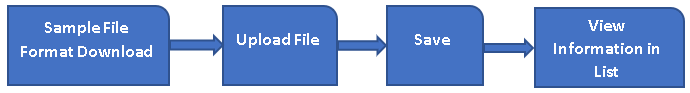 Sample File
Format Download
Upload File
Save
View
Information in
List